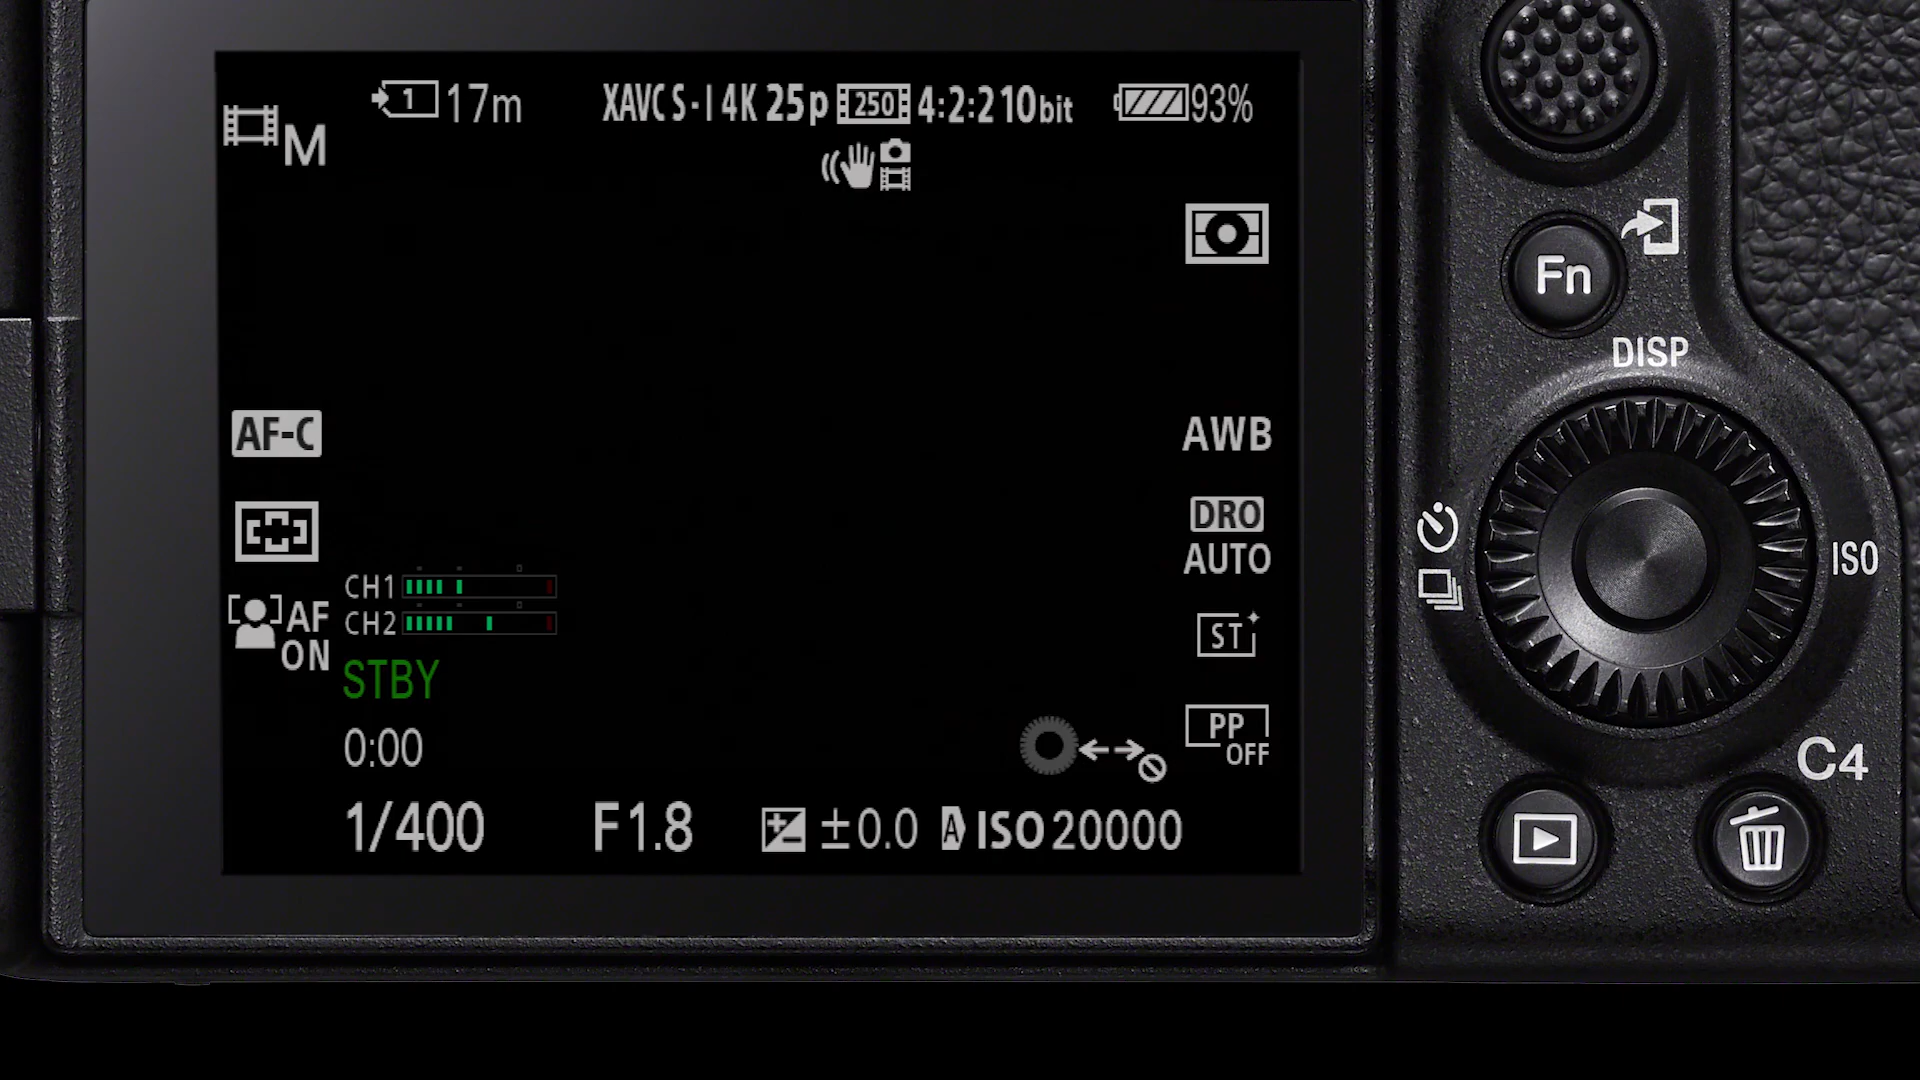 M
1 17m
XAVC S-I 4K 25p 250 4:2:2 10bit
93%
AF-C
AWB
DRO
AUTO
AF
ON
CH1
CH2
ST
STBY
PP
OFF
0:00
1/400 F1.8 ±0.0 A ISO 20000
Fn
DISP
ISO
C4